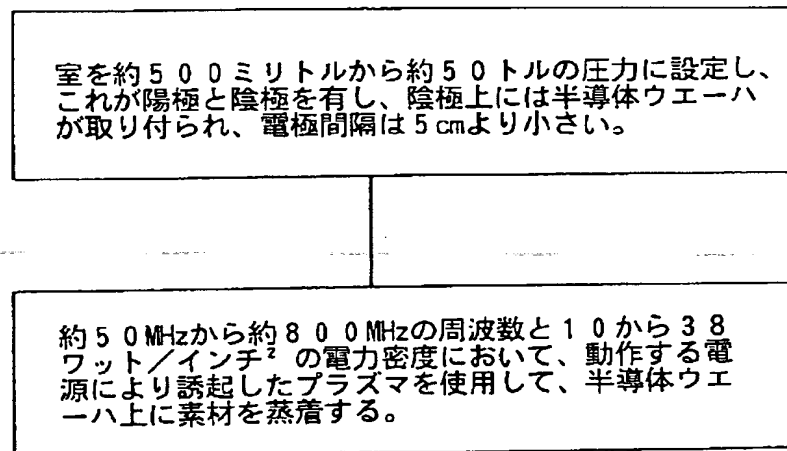 室を約５００ミリトルから約５０トルの圧力に設定し、
これが陽極と陰極を有し、陰極上には半導体ウエーハ
が取り付られ、電極間隔は５cmより小さい。
約５０MHzから約８００MHzの周波数と１０から３８
ワット／インチ² の電力密度において、動作する電
源により誘起したプラズマを使用して、半導体ウエ
ーハ上に素材を蒸着する。